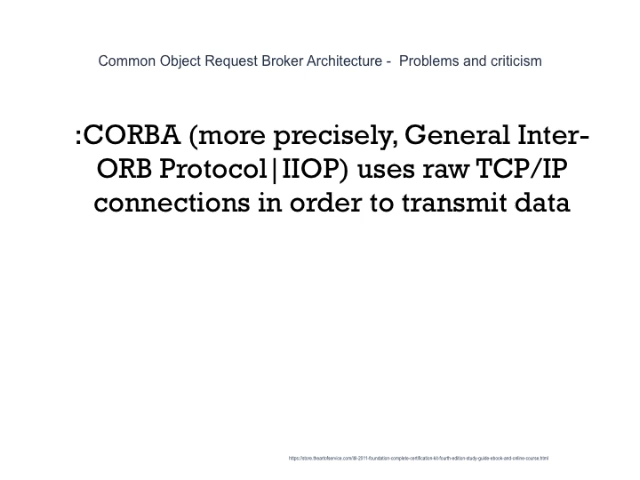 Common Object Request Broker Architecture -  Problems and criticism
:CORBA (more precisely, General Inter-
ORB Protocol|IIOP) uses raw TCP/IP
connections in order to transmit data